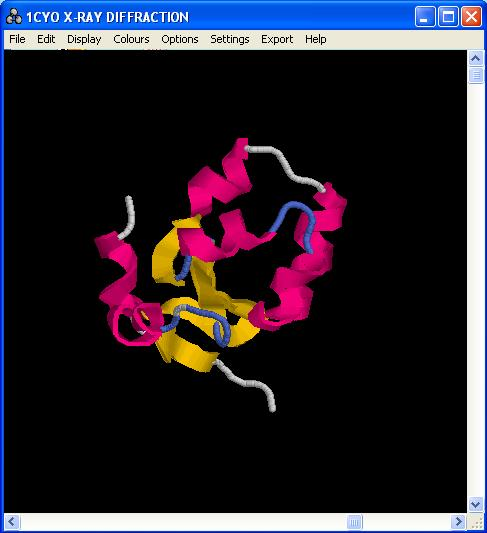 1CYO X-RAY DIFFRACTION
File Edit Display Colours Options Settings Export Help